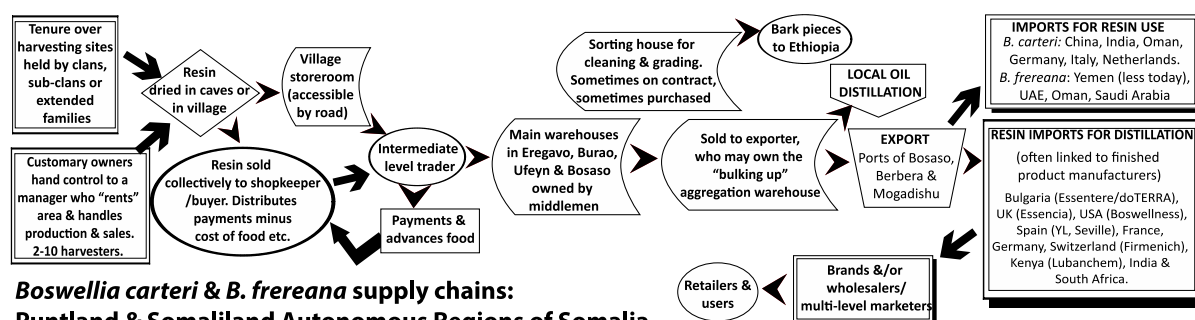 Tenure over
harvesting sites
held by clans,
sub-clans or
extended
families
Customary owners
hand control to a
manager who “rents”
area & handles
production & sales.
2-10 harvesters.
Resin
dried in caves or
in village
Village
storeroom
(accessible
by road)
Resin sold
collectively to shopkeeper
/buyer. Distributes
payments minus
cost of food etc.
Intermediate
level trader
Payments &
advances food
Main warehouses
in Eregavo, Burao,
Ufeyn & Bosaso
owned by
middlemen
Sorting house for
cleaning & grading.
Sometimes on contract,
sometimes purchased
Bark pieces
to Ethiopia
Sold to exporter,
who may own the
“bulking up”
aggregation warehouse
LOCAL OIL
DISTILLATION
EXPORT
Ports of Bosaso,
Berbera &
Mogadishu
IMPORTS FOR RESIN USE
B. carteri: China, India, Oman,
Germany, Italy, Netherlands.
B. frereana: Yemen (less today),
UAE, Oman, Saudi Arabia
RESIN IMPORTS FOR DISTILLATION
(often linked to finished
product manufacturers)
Bulgaria (Essentere/doTERRA),
UK (Essencia), USA (Boswellness),
Spain (YL, Seville), France,
Germany, Switzerland (Firmenich),
Kenya (Lubanchem), India &
South Africa.
Brands &/or
wholesalers/
multi-level marketers
Retailers &
users
Boswellia carteri & B. frereana supply chains:
Puntland & Somaliland Autonomous Regions of Somalia